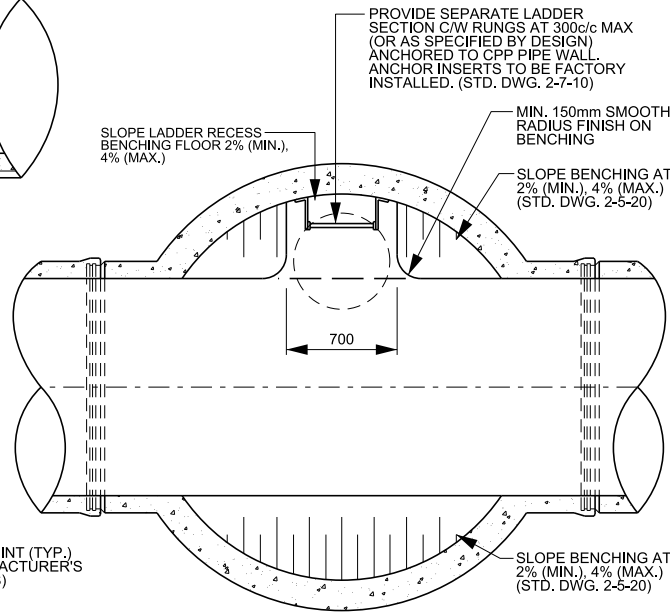 PROVIDE SEPARATE LADDER
SECTION C/W RUNGS AT 300c/c MAX
(OR AS SPECIFIED BY DESIGN)
ANCHORED TO CPP PIPE WALL.
ANCHOR INSERTS TO BE FACTORY
INSTALLED. (STD. DWG. 2-7-10)
MIN. 150mm SMOOTH
RADIUS FINISH ON
BENCHING
SLOPE LADDER RECESS
BENCHING FLOOR 2% (MIN.),
4% (MAX.)
SLOPE BENCHING AT
2% (MIN.), 4% (MAX.)
(STD. DWG. 2-5-20)
700
INT (TYP.)
ACTURER'S
SLOPE BENCHING AT
2% (MIN.), 4% (MAX.)
(STD. DWG. 2-5-20)